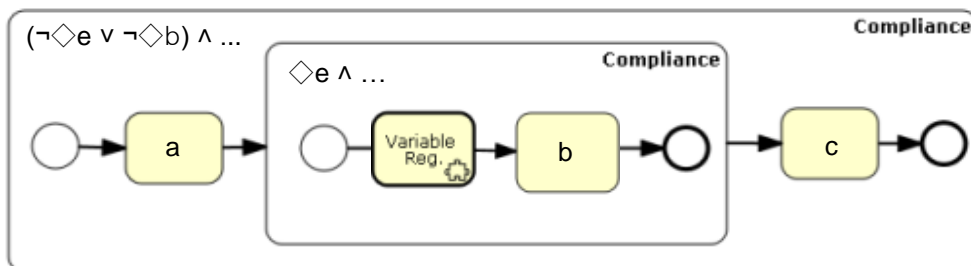 Compliance
(¬◇e ∨ ¬◇b) ∧ ...
Compliance
◇e ∧ …
a
Variable
Reg.
b
c